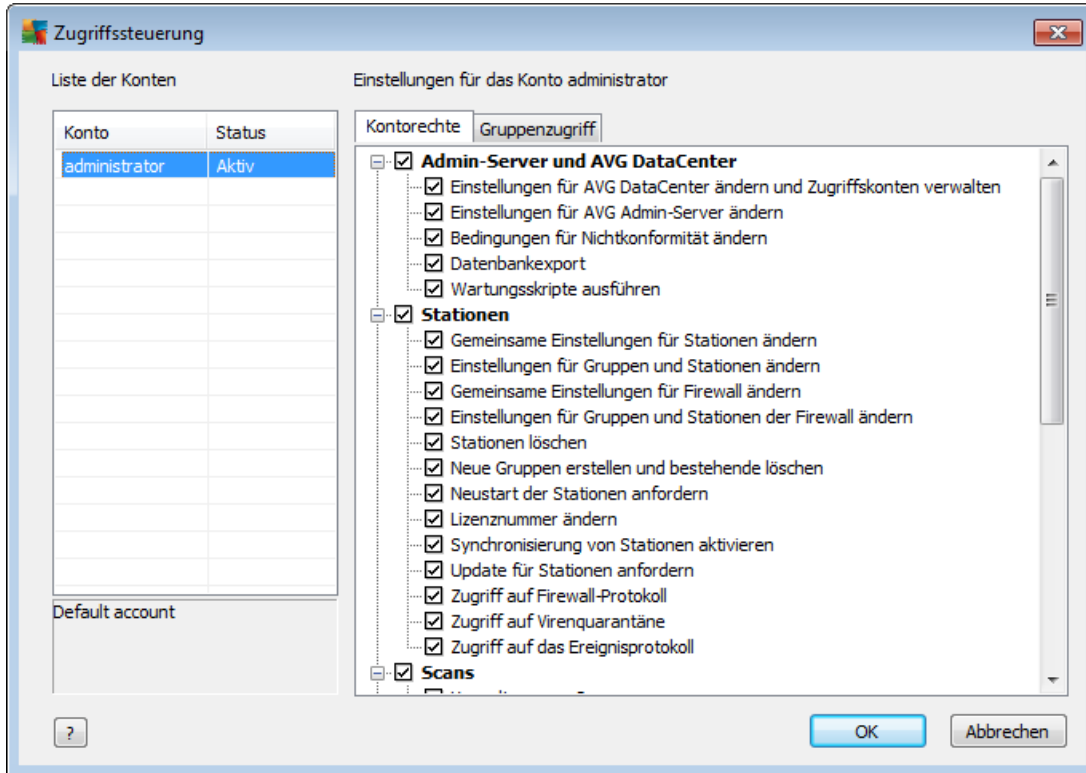 Zugriffssteuerung
Liste der Konten
Einstellungen für das Konto administrator
Konto Status
administrator Aktiv
Default account
Kontorechte Gruppenzugriff
Admin-Server und AVG DataCenter
Einstellungen für AVG DataCenter ändern und Zugriffskonten verwalten
Einstellungen für AVG Admin-Server ändern
Bedingungen für Nichtkonformität ändern
Datenbankexport
Wartungsskripte ausführen
Stationen
Gemeinsame Einstellungen für Stationen ändern
Einstellungen für Gruppen und Stationen ändern
Gemeinsame Einstellungen für Firewall ändern
Einstellungen für Gruppen und Stationen der Firewall ändern
Stationen löschen
Neue Gruppen erstellen und bestehende löschen
Neustart der Stationen anfordern
Lizenznummer ändern
Synchronisierung von Stationen aktivieren
Update für Stationen anfordern
Zugriff auf Firewall-Protokoll
Zugriff auf Virenquarantäne
Zugriff auf das Ereignisprotokoll
Scans
?
OK
Abbrechen